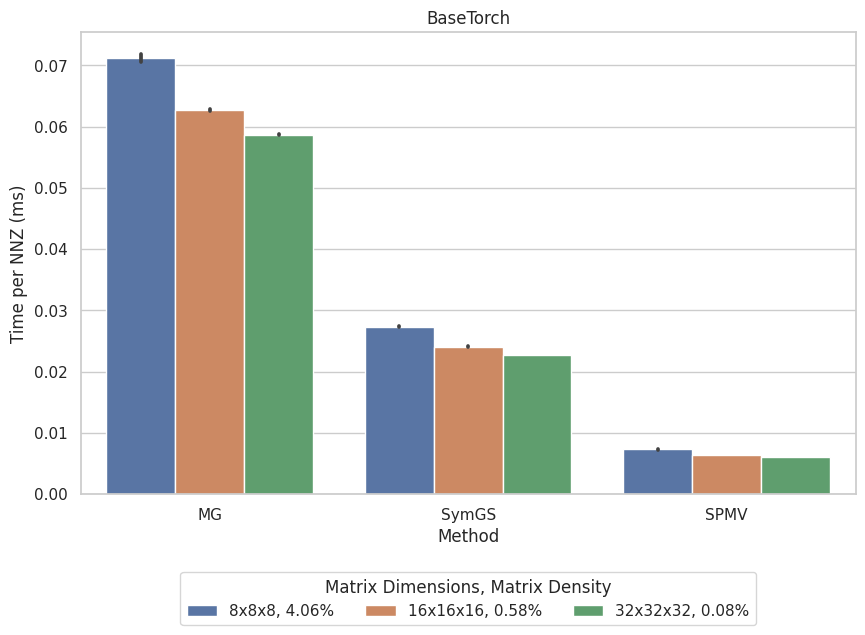 BaseTorch
Time per NNZ (ms)
0.07
0.06
0.05
0.04
0.03
0.02
0.01
0.00
MG SymGS SPMV
Method
Matrix Dimensions, Matrix Density
8x8x8, 4.06% 16x16x16, 0.58% 32x32x32, 0.08%